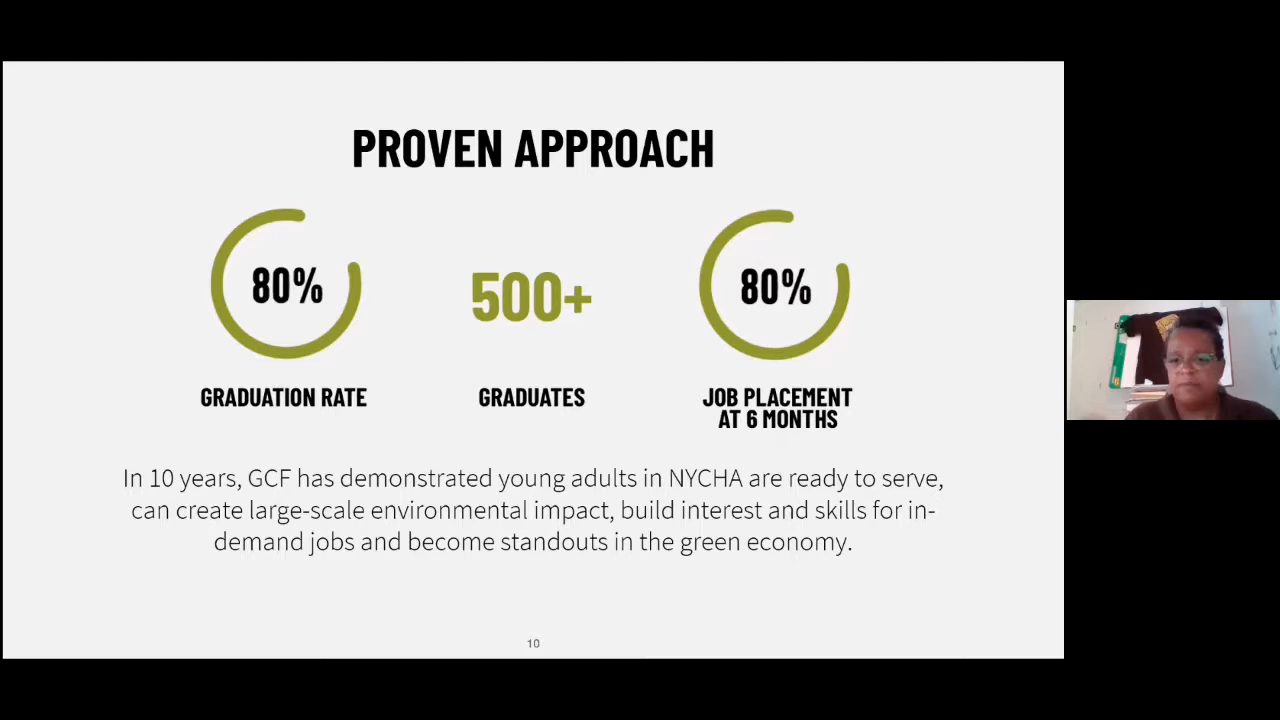 PROVEN APPROACH
80%
500+
80%
GRADUATION RATE
GRADUATES
JOB PLACEMENT
AT 6 MONTHS
In 10 years, GCF has demonstrated young adults in NYCHA are ready to serve,
can create large-scale environmental impact, build interest and skills for in-
demand jobs and become standouts in the green economy.
10